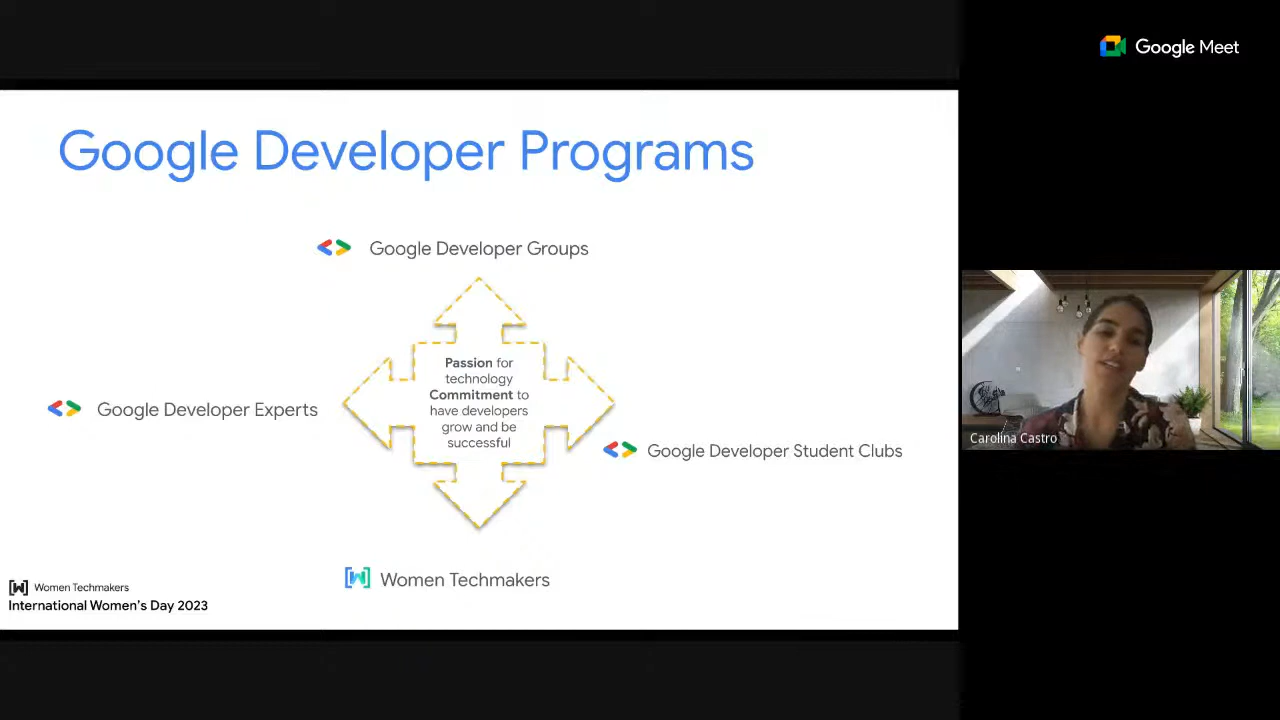 Google Meet
Google Developer Programs
Google Developer Groups
Passion for
technology
Commitment to
have developers
grow and be
successful
Google Developer Experts
Google Developer Student Clubs
Women Techmakers
Women Techmakers
International Women's Day 2023
Carolina Castro